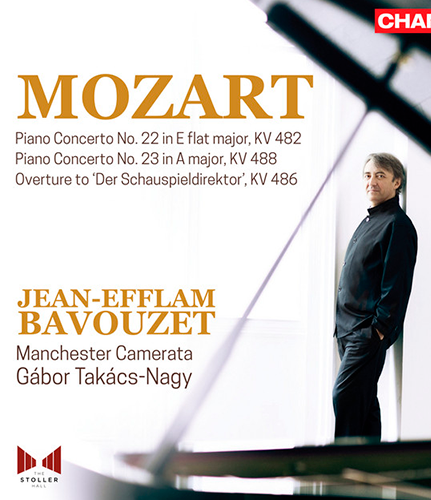 CHAN
MOZART
Piano Concerto No. 22 in E flat major, KV 482
Piano Concerto No. 23 in A major, KV 488
Overture to ‘Der Schauspieldirektor’, KV 486
JEAN-EFFLAM
BAVOUZET
Manchester Camerata
Gábor Takács-Nagy
THE
STOLLER
HALL